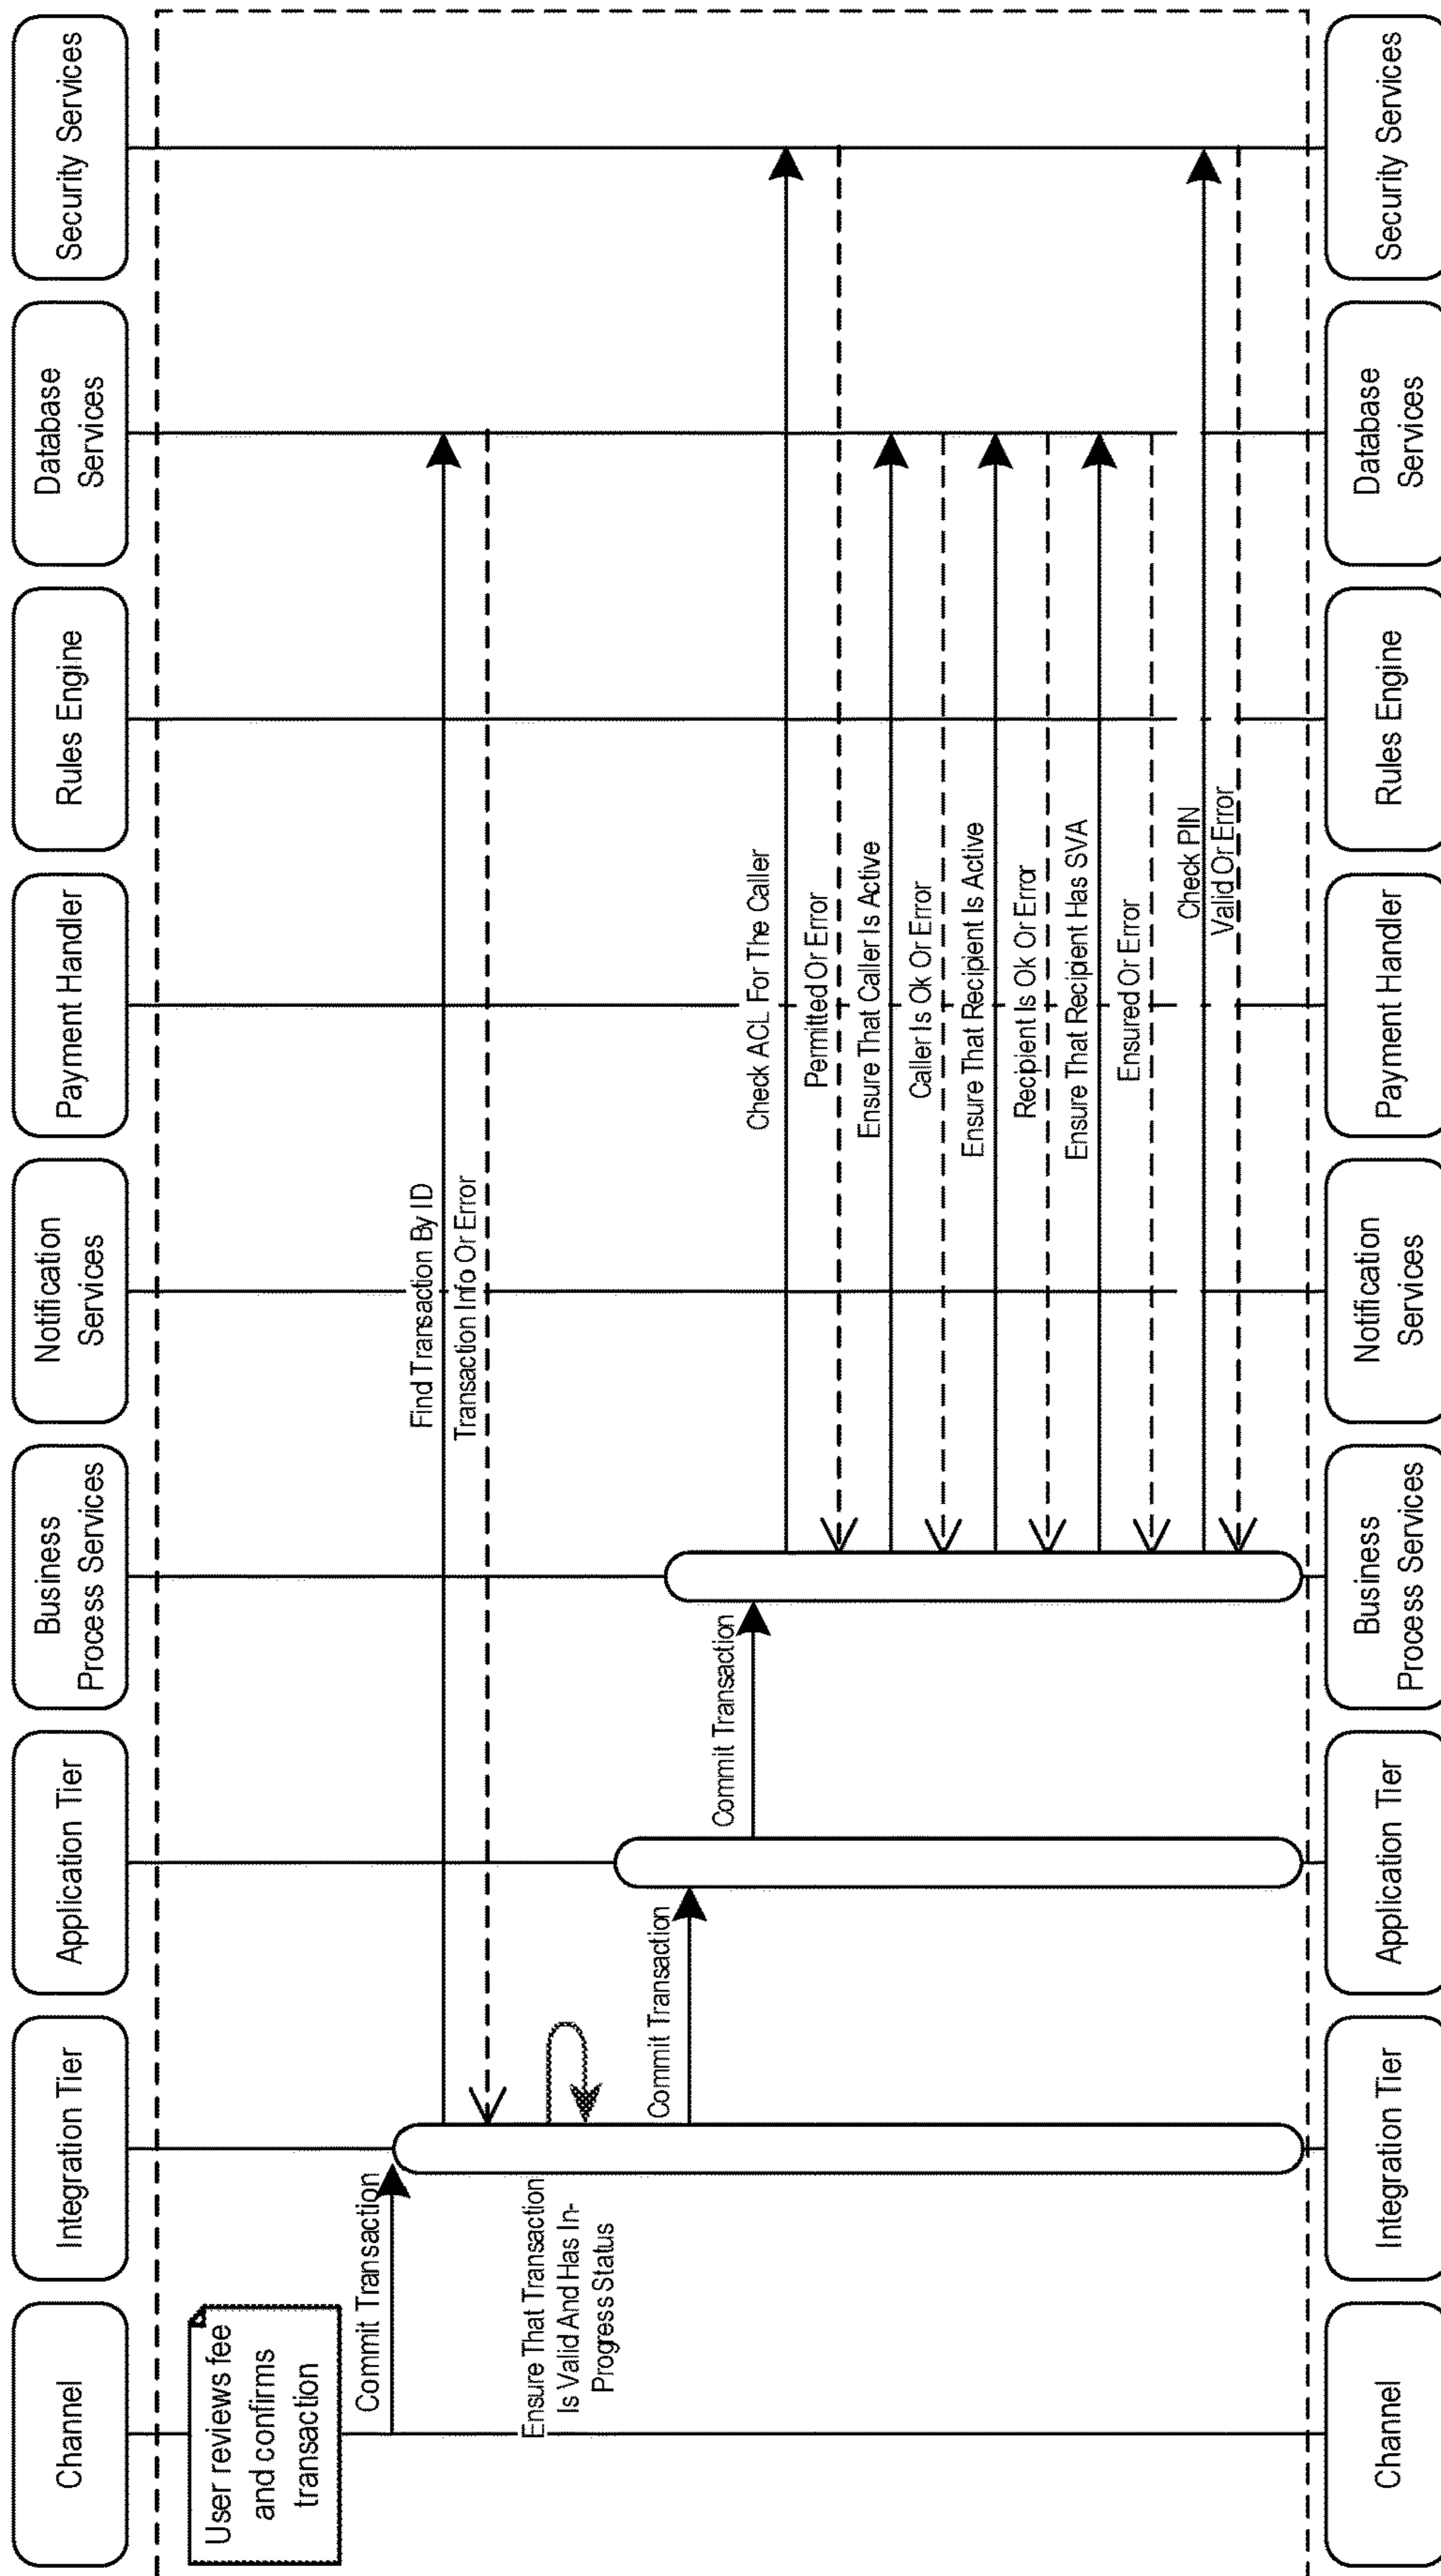 Channel
Integration Tier
Application Tier
Business
Process Services
Notification
Services
Payment Handler
Rules Engine
Database
Services
Security Services
User reviews fee
and confirms
transaction
Commit Transaction
Find Transaction By ID
Transaction Info Or Error
Ensure That Transaction
Is Valid And Has In-
Progress Status
Commit Transaction
Commit Transaction
Check ACL For The Caller
Permitted Or Error
Ensure That Caller Is Active
Caller Is Ok Or Error
Ensure That Recipient Is Active
Recipient Is Ok Or Error
Ensure That Recipient Has SVA
Ensured Or Error
Check PIN
Valid Or Error
Channel
Integration Tier
Application Tier
Business
Process Services
Notification
Services
Payment Handler
Rules Engine
Database
Services
Security Services